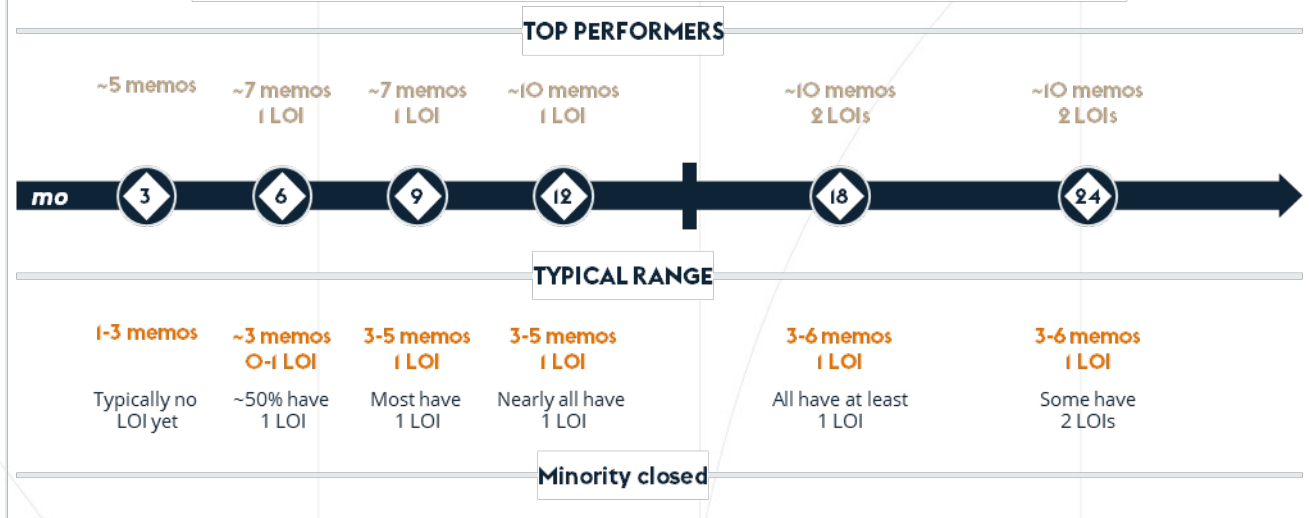 TOP PERFORMERS
~5 memos
~7 memos
1 LOI
~7 memos
1 LOI
~10 memos
1 LOI
~10 memos
2 LOIs
~10 memos
2 LOIs
mo
3
6
9
12
18
24
TYPICAL RANGE
1-3 memos
~3 memos
0-1 LOI
3-5 memos
1 LOI
3-5 memos
1 LOI
3-6 memos
1 LOI
3-6 memos
1 LOI
Typically no
LOI yet
~50% have
1 LOI
Most have
1 LOI
Nearly all have
1 LOI
All have at least
1 LOI
Some have
2 LOIs
Minority closed